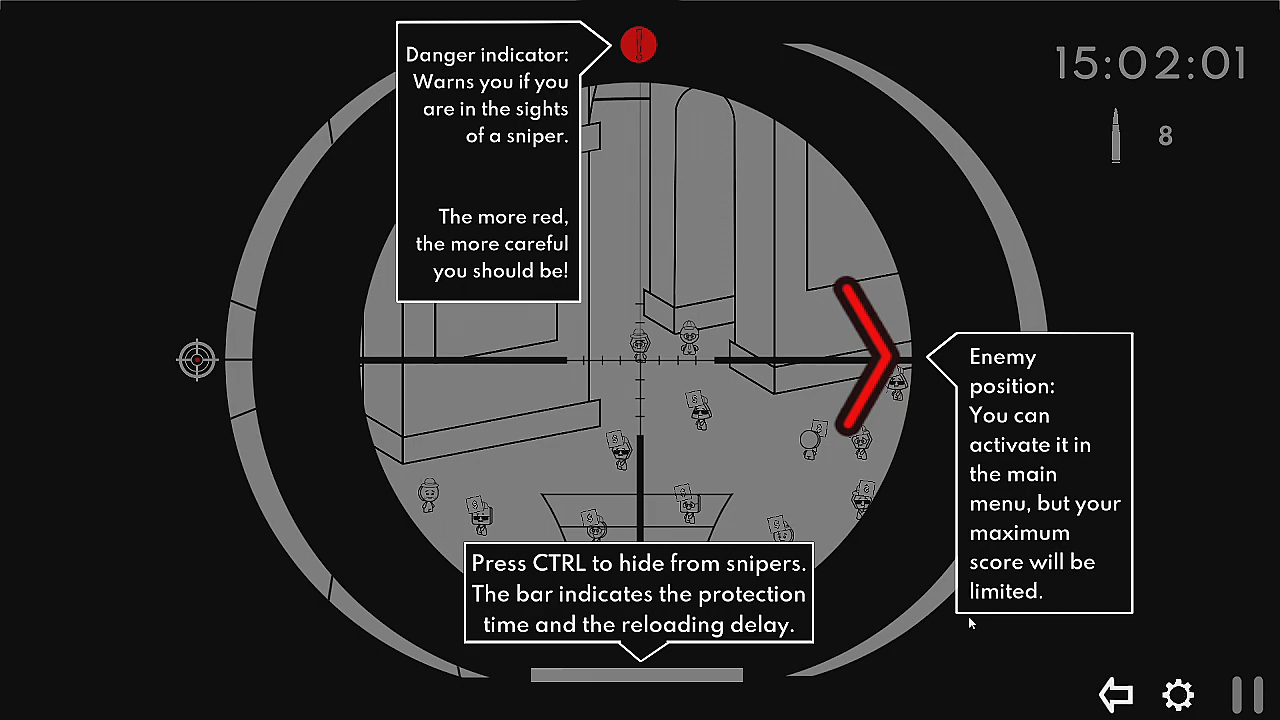 Danger indicator:
Warns you if you
are in the sights
of a sniper.
The more red,
the more careful
you should be!
15:02:01
8
Enemy
position:
You can
activate it in
the main
menu, but your
maximum
score will be
limited.
Press CTRL to hide from snipers.
The bar indicates the protection
time and the reloading delay.